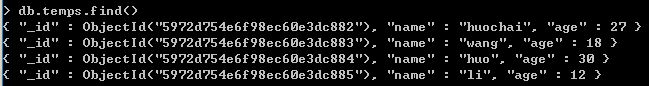 > db.temps.find()
{ "_id" : ObjectId("5972d754e6f98ec60e3dc882"), "name" : "huochai", "age" : 27 }
{ "_id" : ObjectId("5972d754e6f98ec60e3dc883"), "name" : "wang", "age" : 18 }
{ "_id" : ObjectId("5972d754e6f98ec60e3dc884"), "name" : "huo", "age" : 30 }
{ "_id" : ObjectId("5972d754e6f98ec60e3dc885"), "name" : "li", "age" : 12 }